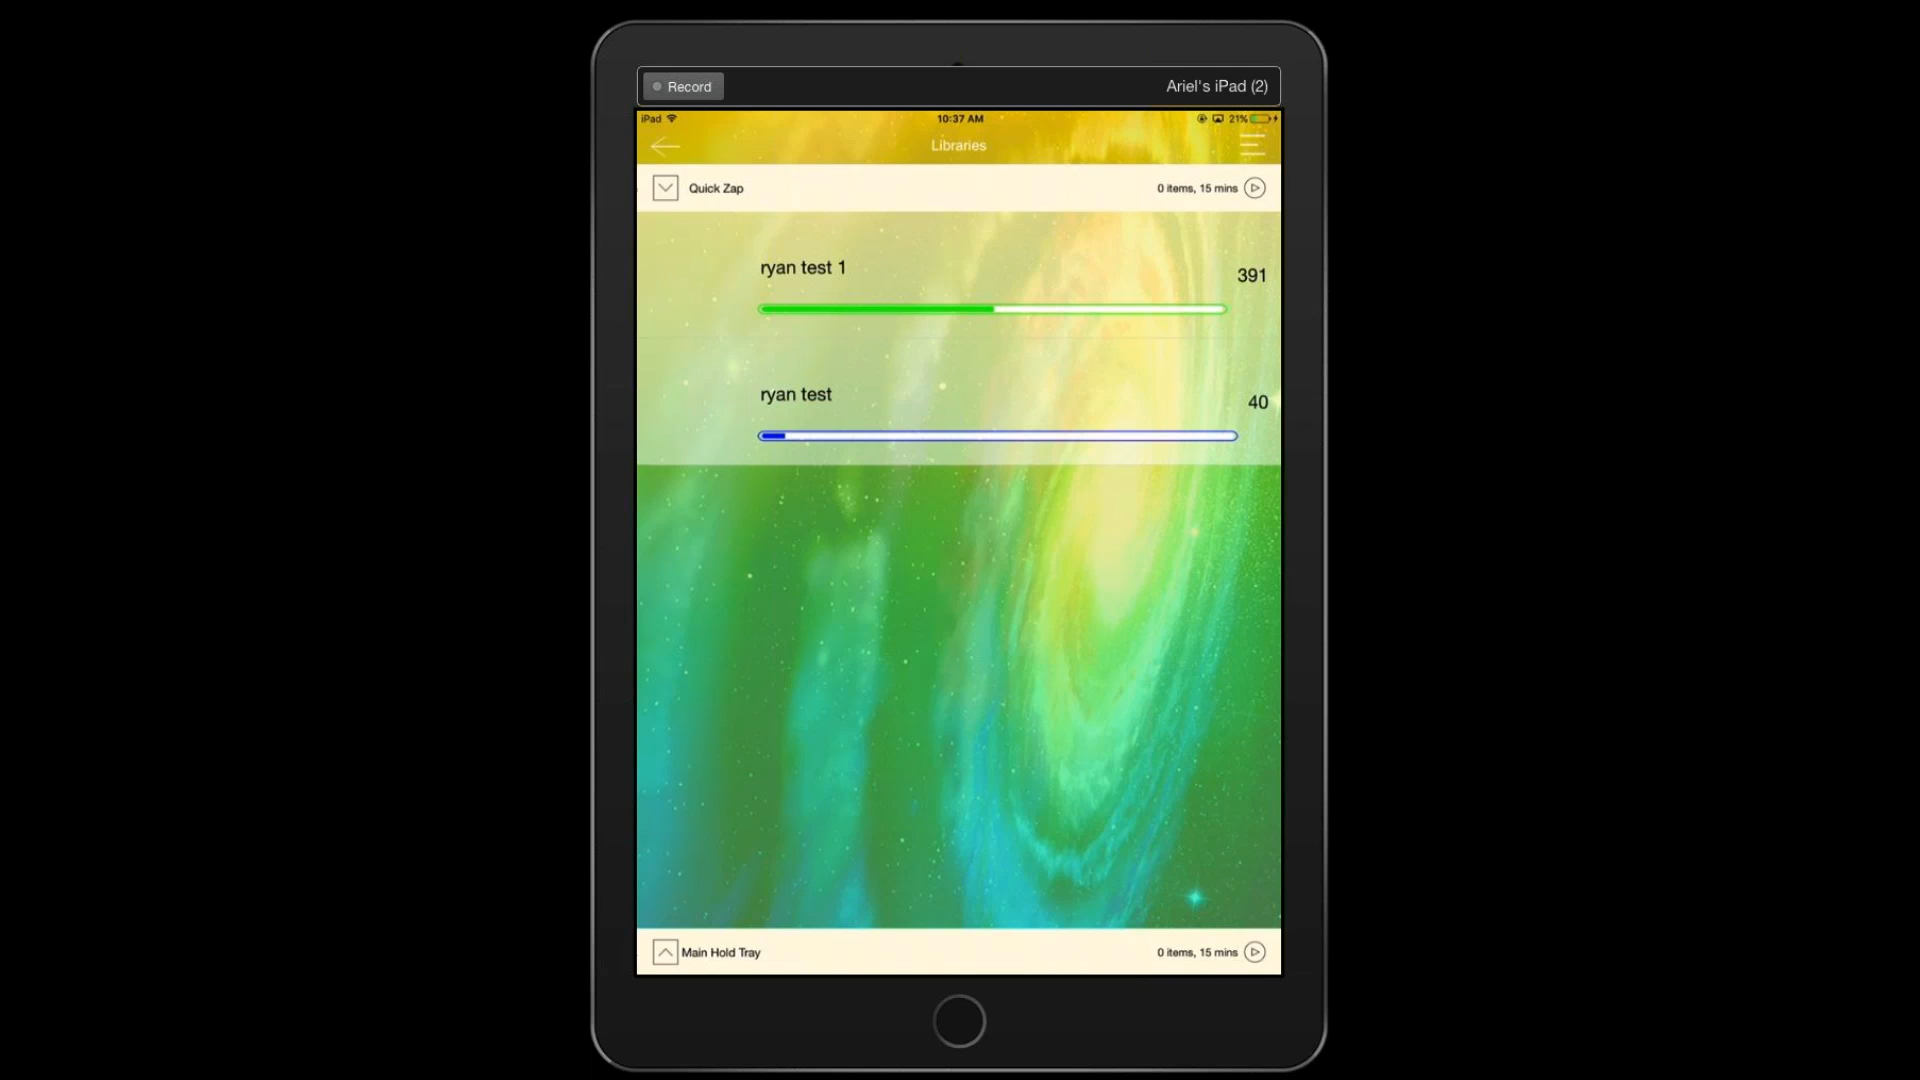 Record
Ariel's iPad (2)
iPad 10:37 AM 21%
Libraries
Quick Zap 0 items, 15 mins
ryan test 1 391
ryan test 40
Main Hold Tray 0 items, 15 mins